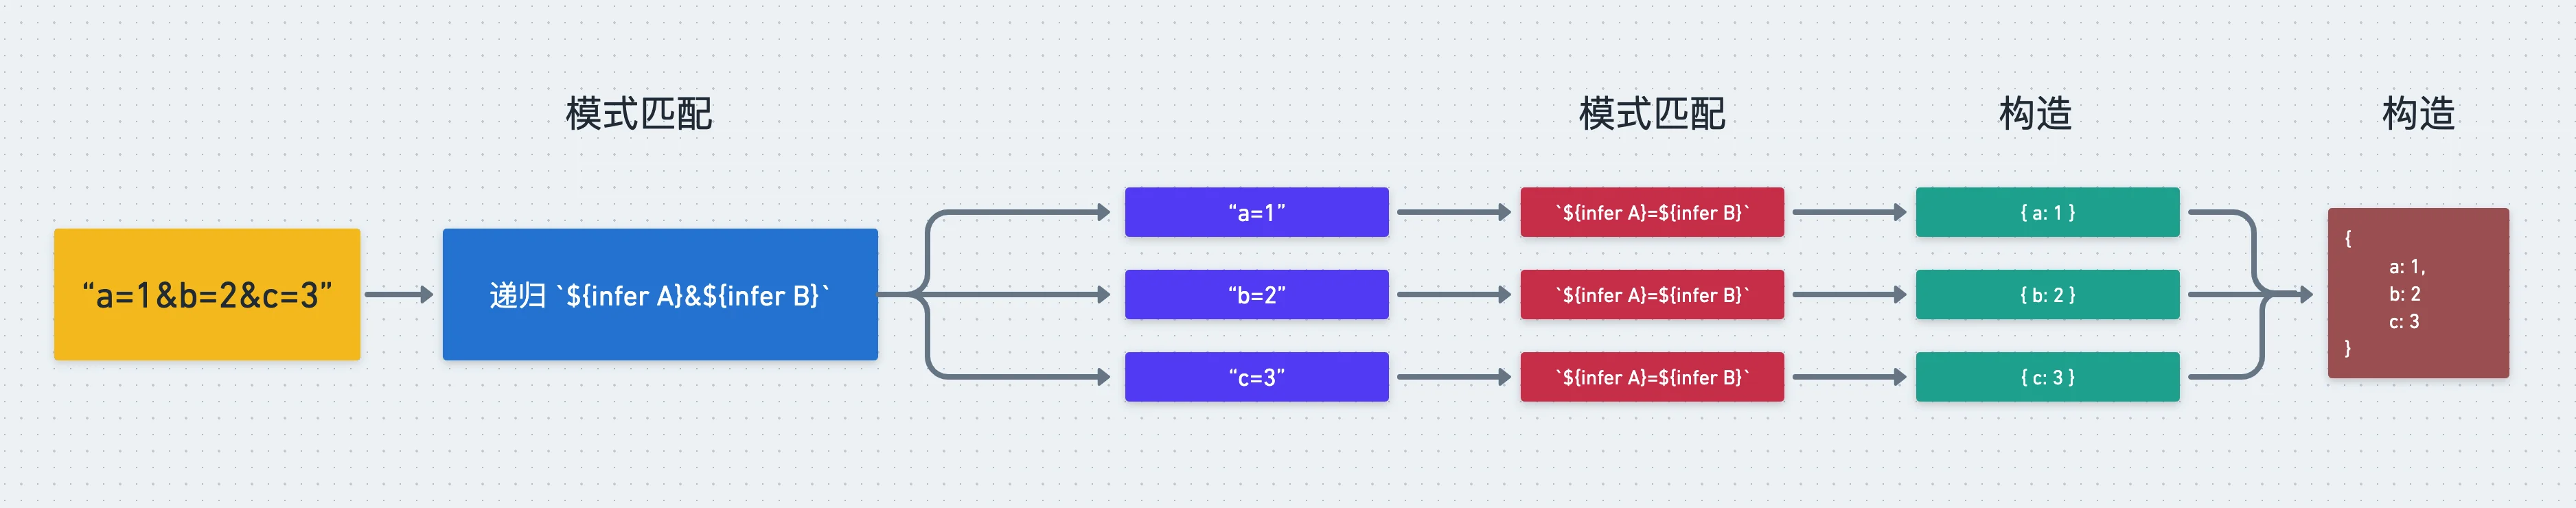 模式匹配
模式匹配
构造
构造
“a=1&b=2&c=3”
递归 `${infer A}&${infer B}`
“a=1”
`${infer A}=${infer B}`
{ a: 1 }
“b=2”
`${infer A}=${infer B}`
{ b: 2 }
“c=3”
`${infer A}=${infer B}`
{ c: 3 }
{
a: 1,
b: 2
c: 3
}